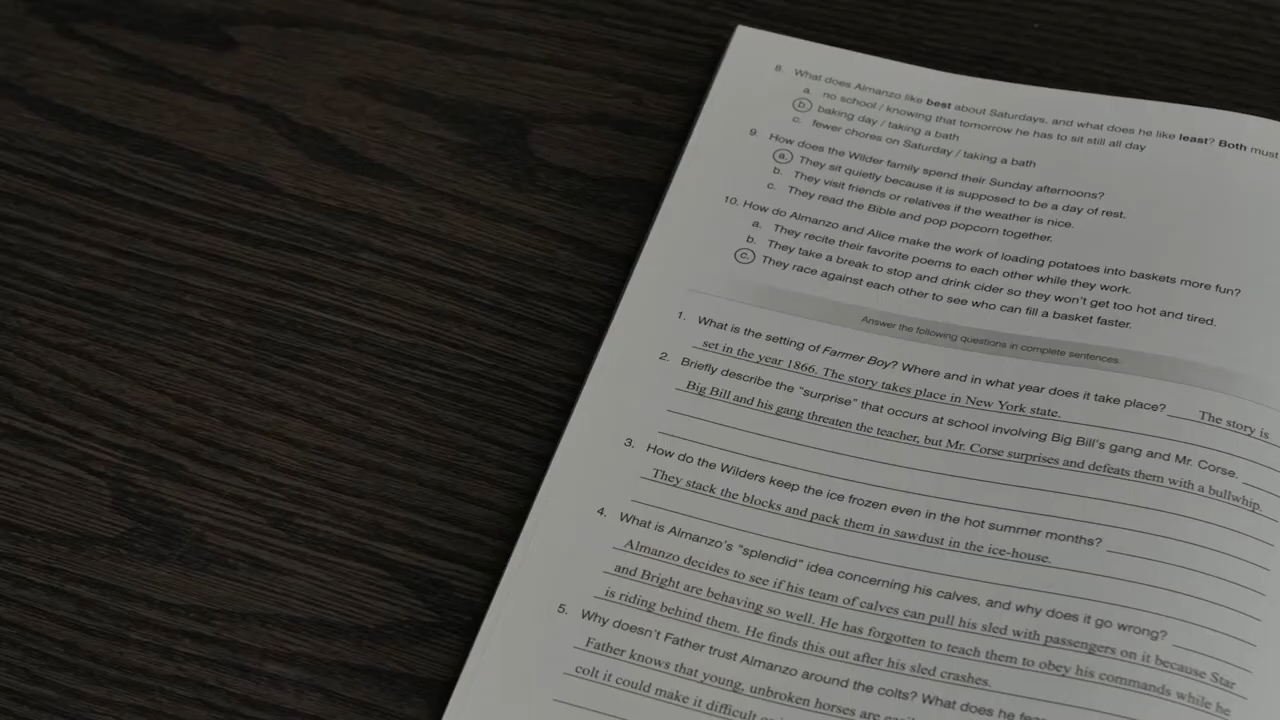 8. What does Almanzo like best about Saturdays, and what does he like least? Both must
a. no school / knowing that tomorrow he has to sit still all day
b. baking day / taking a bath
c. fewer chores on Saturday / taking a bath
9. How does the Wilder family spend their Sunday afternoons?
a. They sit quietly because it is supposed to be a day of rest.
b. They visit friends or relatives if the weather is nice.
c. They read the Bible and pop popcorn together.
10. How do Almanzo and Alice make the work of loading potatoes into baskets more fun?
a. They recite their favorite poems to each other while they work.
b. They take a break to stop and drink cider so they won't get too hot and tired.
c. They race against each other to see who can fill a basket faster.
Answer the following questions in complete sentences.
1. What is the setting of Farmer Boy? Where and in what year does it take place? The story is
set in the year 1866. The story takes place in New York state.
2. Briefly describe the "surprise" that occurs at school involving Big Bill's gang and Mr. Corse.
Big Bill and his gang threaten the teacher, but Mr. Corse surprises and defeats them with a bullwhip.
3. How do the Wilders keep the ice frozen even in the hot summer months?
They stack the blocks and pack them in sawdust in the ice-house.
4. What is Almanzo's "splendid" idea concerning his calves, and why does it go wrong?
Almanzo decides to see if his team of calves can pull his sled with passengers on it because Star
and Bright are behaving so well. He has forgotten to teach them to obey his commands while he
is riding behind them. He finds this out after his sled crashes.
5. Why doesn't Father trust Almanzo around the colts? What does he
Father knows that young, unbroken horses are
colt it could make it difficult